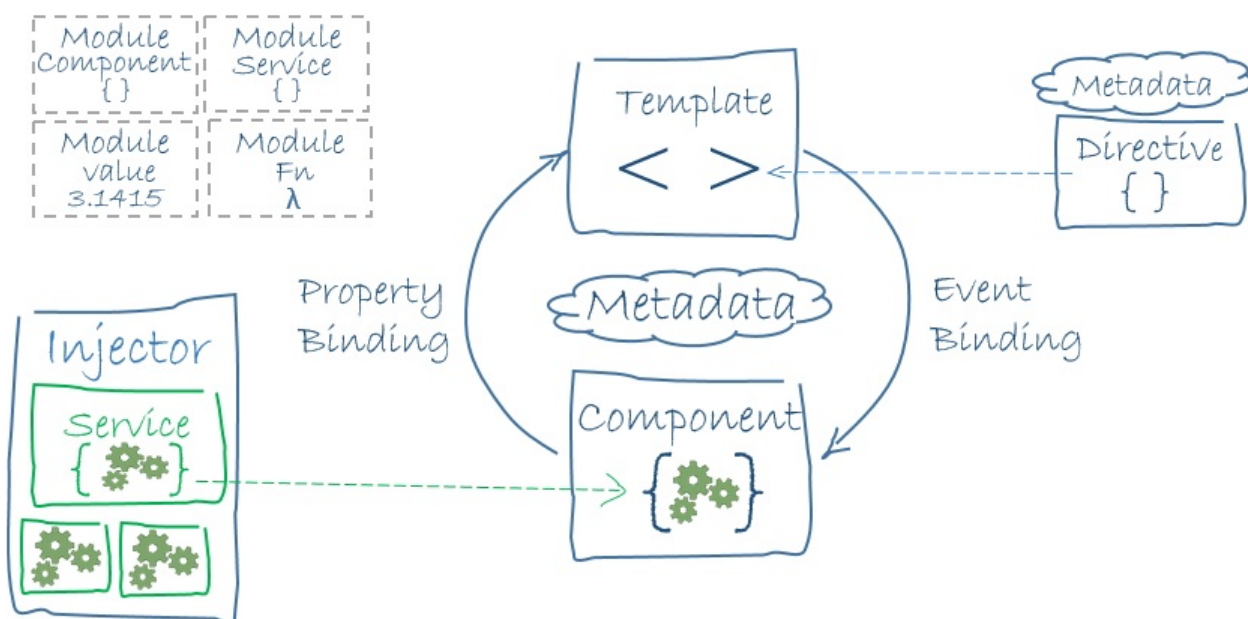 Module
Component
{ }
Module
Service
{ }
Module
value
3.1415
Module
Fn
λ
Template
< >
Metadata
Directive
{ }
Property
Binding
Metadata
Event
Binding
Injector
Service
{ }
Component
{ }